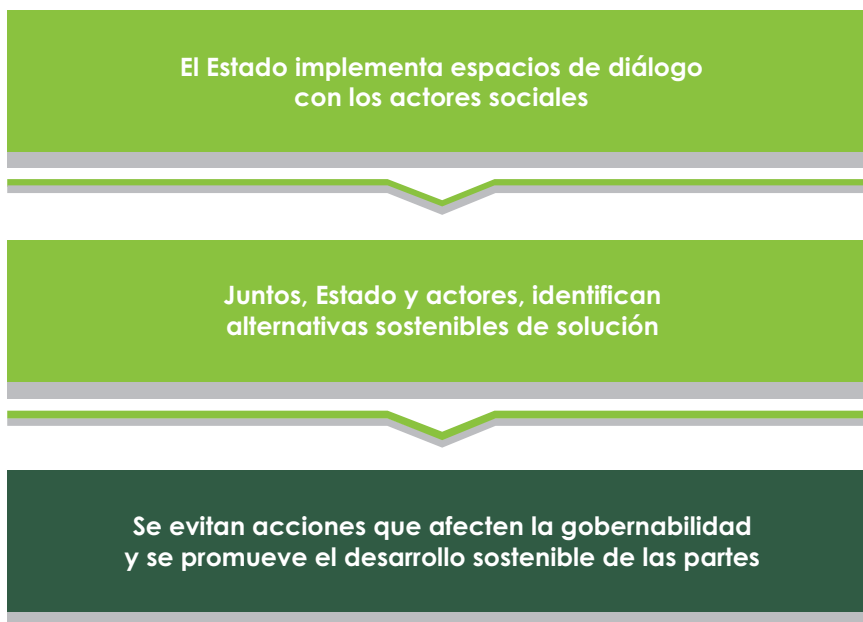 El Estado implementa espacios de diálogo
con los actores sociales
Juntos, Estado y actores, identifican
alternativas sostenibles de solución
Se evitan acciones que afecten la gobernabilidad
y se promueve el desarrollo sostenible de las partes